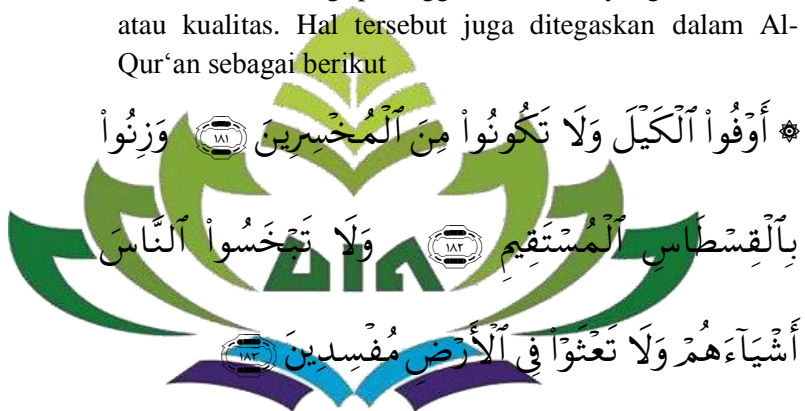 atau kualitas. Hal tersebut juga ditegaskan dalam Al-
Qur‘an sebagai berikut
۞ أَوْفُوا۟ ٱلْكَيْلَ وَلَا تَكُونُوا۟ مِنَ ٱلْمُخْسِرِينَ ١٨١ وَزِنُوا۟
بِٱلْقِسْطَاسِ ٱلْمُسْتَقِيمِ ١٨٢ وَلَا تَبْخَسُوا۟ ٱلنَّاسَ
أَشْيَآءَهُمْ وَلَا تَعْثَوْا۟ فِى ٱلْأَرْضِ مُفْسِدِينَ ١٨٣